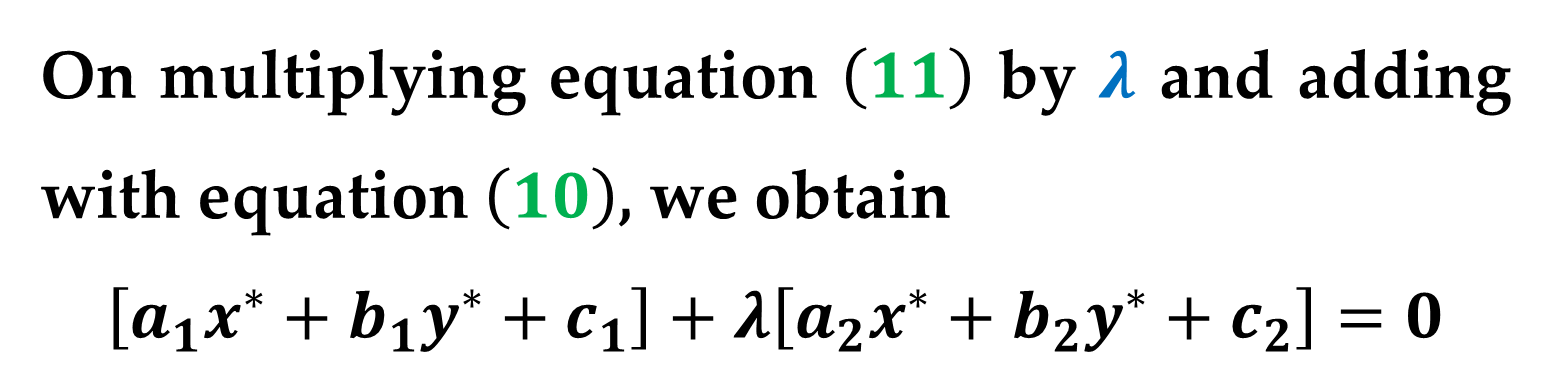 On multiplying equation (11) by λ and adding
with equation (10), we obtain
[a₁x* + b₁y* + c₁] + λ[a₂x* + b₂y* + c₂] = 0